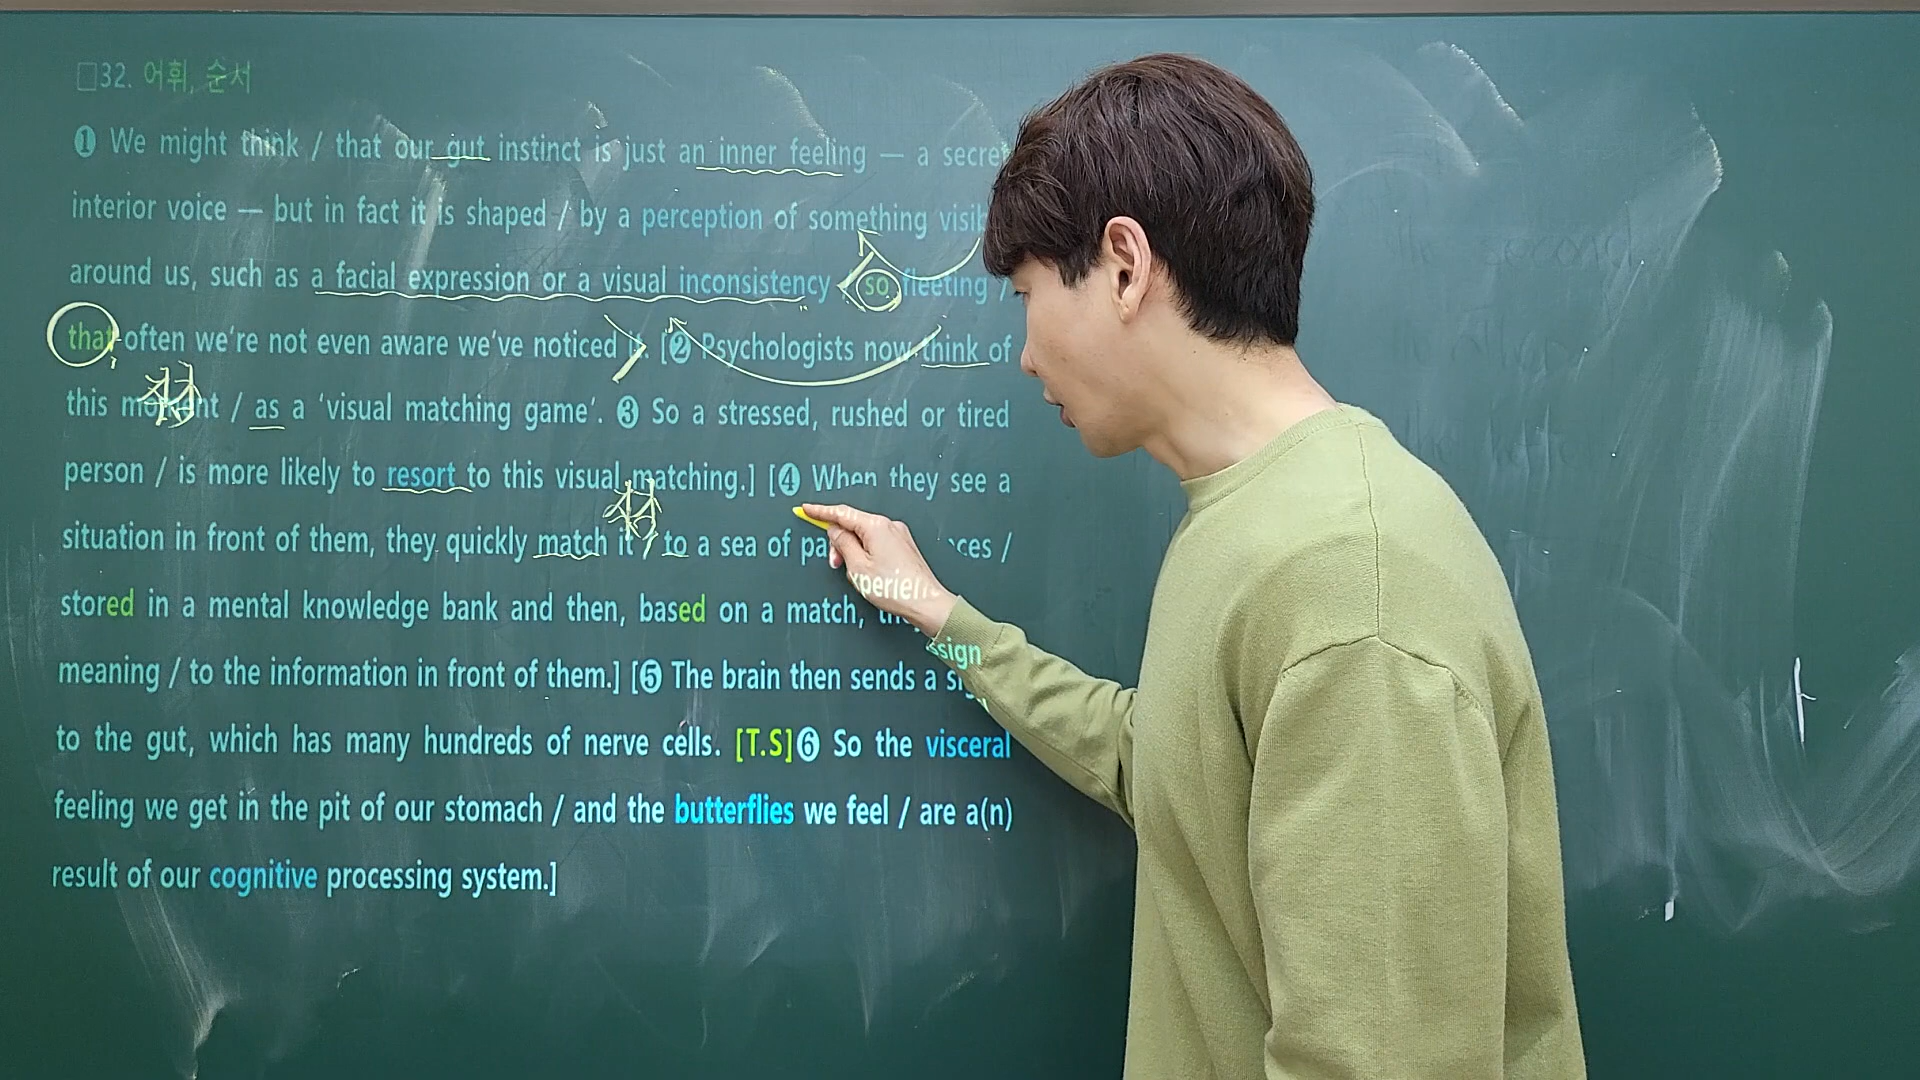 □32. 어휘, 순서
❶ We might think / that our gut instinct is just an inner feeling — a secret
interior voice — but in fact it is shaped / by a perception of something
around us, such as a facial expression or a visual inconsistency / so fleeting /
that often we're not even aware we've noticed it. [❷ Psychologists now think of
this moment / as a 'visual matching game'. ❸ So a stressed, rushed or tired
person / is more likely to resort to this visual matching.] [❹ When they see a
situation in front of them, they quickly match it / to a sea of /
stored in a mental knowledge bank and then, based on a match,
meaning / to the information in front of them.] [❺ The brain then sends a
to the gut, which has many hundreds of nerve cells. [T.S]❻ So the visceral
feeling we get in the pit of our stomach / and the butterflies we feel / are a(n)
result of our cognitive processing system.]